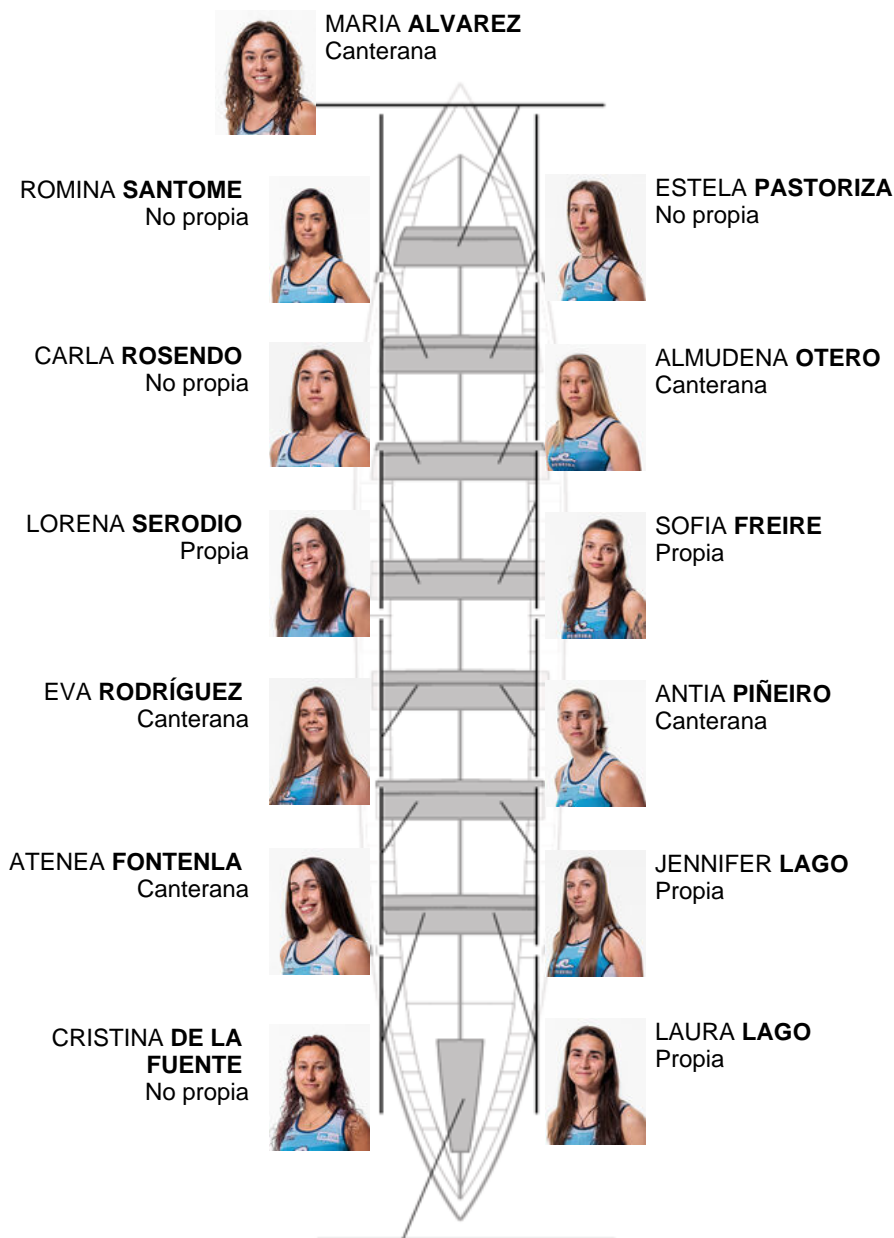 MARIA ALVAREZ
Canterana
ROMINA SANTOME
No propia
ESTELA PASTORIZA
No propia
CARLA ROSENDO
No propia
ALMUDENA OTERO
Canterana
LORENA SERODIO
Propia
SOFIA FREIRE
Propia
EVA RODRÍGUEZ
Canterana
ANTIA PIÑEIRO
Canterana
ATENEA FONTENLA
Canterana
JENNIFER LAGO
Propia
CRISTINA DE LA
FUENTE
No propia
LAURA LAGO
Propia